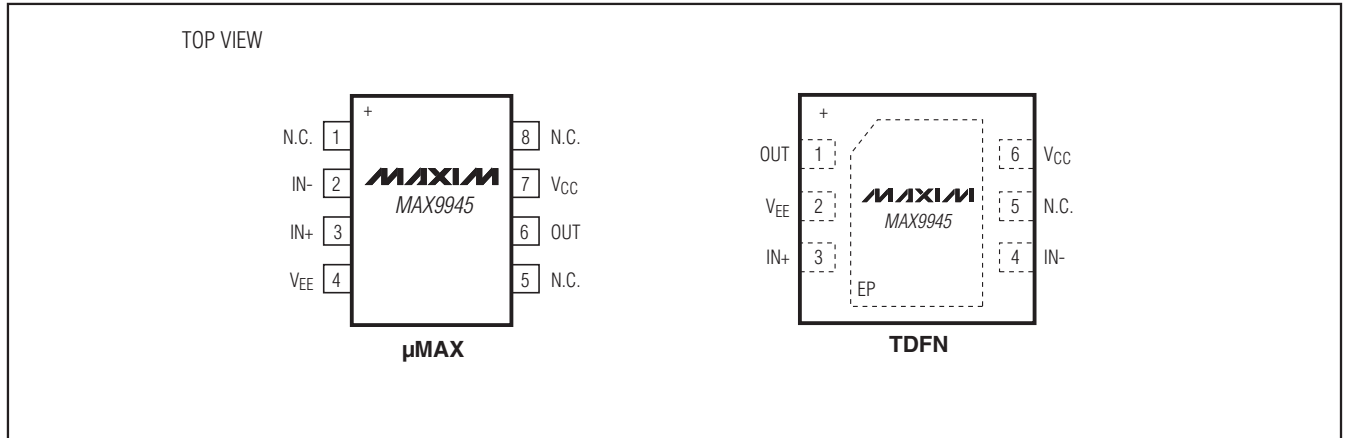 TOP VIEW
+
N.C. 1
IN- 2
IN+ 3
VEE 4
MAXIM
MAX9945
8 N.C.
7 VCC
6 OUT
5 N.C.
µMAX
+
OUT 1
VEE 2
IN+ 3
MAXIM
MAX9945
EP
6 VCC
5 N.C.
4 IN-
TDFN